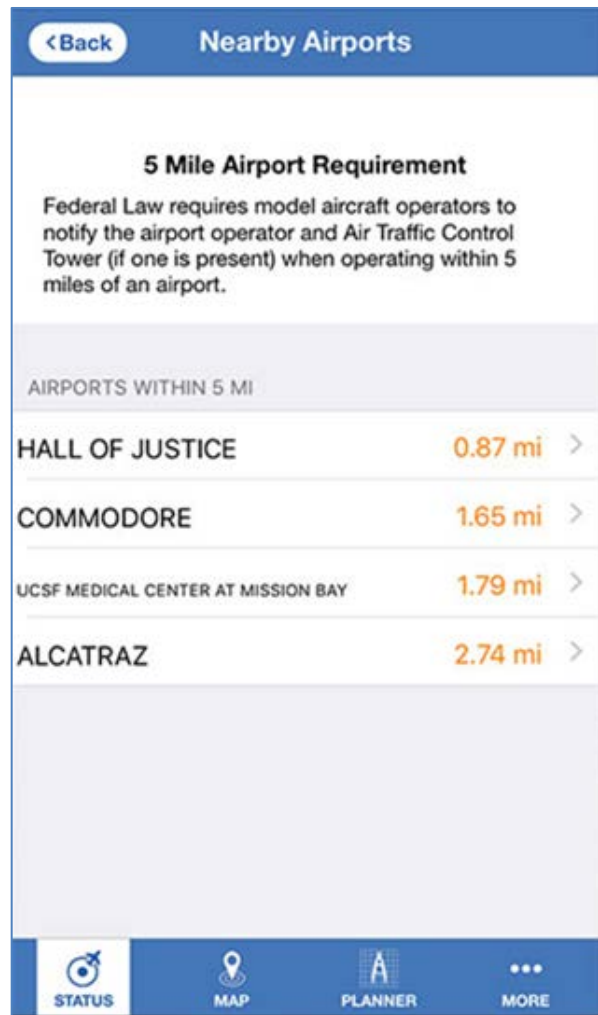 <Back
Nearby Airports
5 Mile Airport Requirement
Federal Law requires model aircraft operators to
notify the airport operator and Air Traffic Control
Tower (if one is present) when operating within 5
miles of an airport.
AIRPORTS WITHIN 5 MI
HALL OF JUSTICE 0.87 mi >
COMMODORE 1.65 mi >
UCSF MEDICAL CENTER AT MISSION BAY 1.79 mi >
ALCATRAZ 2.74 mi >
STATUS MAP PLANNER MORE